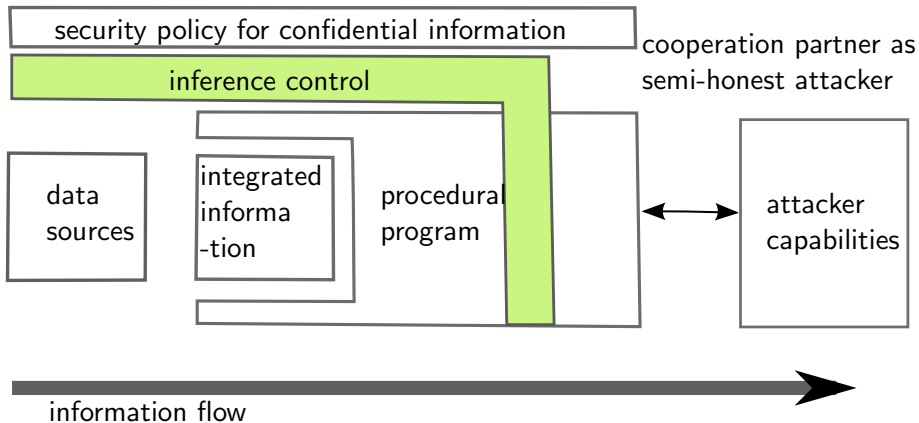 security policy for confidential information
cooperation partner as
semi-honest attacker
inference control
data
sources
integrated
informa
-tion
procedural
program
attacker
capabilities
information flow